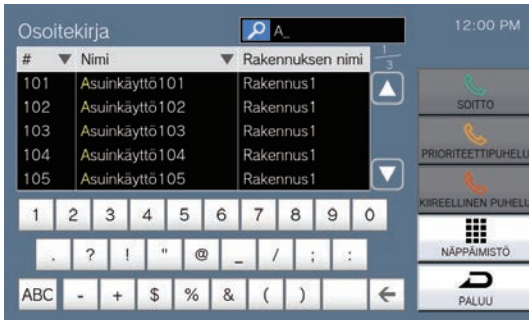 Osoitekirja A_ 12:00 PM
# Nimi Rakennuksen nimi 1/3
101 Asuinkäyttö101 Rakennus1
102 Asuinkäyttö102 Rakennus1
103 Asuinkäyttö103 Rakennus1
104 Asuinkäyttö104 Rakennus1
105 Asuinkäyttö105 Rakennus1
SOITTO
PRIORITEETTIPUHELU
KIIREELLINEN PUHELU
NÄPPÄIMISTÖ
PALUU
1 2 3 4 5 6 7 8 9 0
. ? ! " @ _ / ; :
ABC - + $ % & ( ) ←